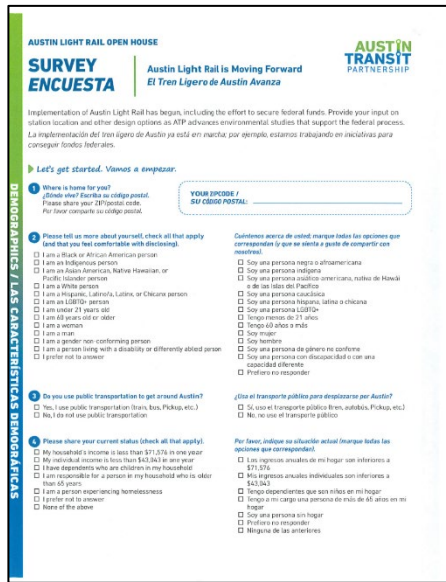 AUSTIN LIGHT RAIL OPEN HOUSE
SURVEY
ENCUESTA
Austin Light Rail is Moving Forward
El Tren Ligero de Austin Avanza
AUSTIN
TRANSIT
PARTNERSHIP
Implementation of Austin Light Rail has begun, including the effort to secure federal funds. Provide your input on
station location and other design options as ATP advances environmental studies that support the federal process.
La implementación del tren ligero de Austin ya está en marcha; por ejemplo, estamos trabajando en iniciativas para
conseguir fondos federales.
Let's get started. Vamos a empezar.
DEMOGRAPHICS / LAS CARACTERÍSTICAS DEMOGRÁFICAS
1 Where is home for you?
¿Dónde vive? Escriba su código postal.
Please share your ZIP/postal code.
Por favor comparte su código postal.
YOUR ZIPCODE /
SU CÓDIGO POSTAL:
2 Please tell us more about yourself, check all that apply
(and that you feel comfortable with disclosing).
I am a Black or African American person
I am an Indigenous person
I am an Asian American, Native Hawaiian, or
Pacific Islander person
I am a White person
I am a Hispanic, Latino/a, Latinx, or Chicano person
I am an LGBTQ+ person
I am under 21 years old
I am 60 years old or older
I am a woman
I am a man
I am a gender non-conforming person
I am a person living with a disability or differently abled person
I prefer not to answer
Cuéntenos acerca de usted; marque todas las opciones que
correspondan (y que se sienta a gusto de compartir con
nosotros).
Soy una persona negra o afroamericana
Soy una persona indígena
Soy una persona asiático americana, nativa de Hawái
o de las Islas del Pacífico
Soy una persona caucásica
Soy una persona hispana, latina o chicana
Soy una persona LGBTQ+
Tengo menos de 21 años
Tengo 60 años o más
Soy mujer
Soy hombre
Soy una persona de género no conforme
Soy una persona con discapacidad o con una
capacidad diferente
Prefiero no responder
3 Do you use public transportation to get around Austin?
Yes, I use public transportation (train, bus, Pickup, etc.)
No, I do not use public transportation
¿Usa el transporte público para desplazarse por Austin?
Sí, uso el transporte público (tren, autobús, Pickup, etc.)
No, no uso el transporte público
4 Please share your current status (check all that apply).
My household's income is less than $71,576 in one year
My individual income is less than $43,043 in one year
I have dependents who are children in my household
I am responsible for a person in my household who is older
than 65 years
I am a person experiencing homelessness
I prefer not to answer
None of the above
Por favor, indique su situación actual (marque todas las
opciones que correspondan).
Los ingresos anuales de mi hogar son inferiores a
$71,576
Mis ingresos anuales individuales son inferiores a
$43,043
Tengo dependientes que son niños en mi hogar
Tengo a mi cargo una persona de más de 65 años en mi
hogar
Soy una persona sin hogar
Prefiero no responder
Ninguna de las anteriores